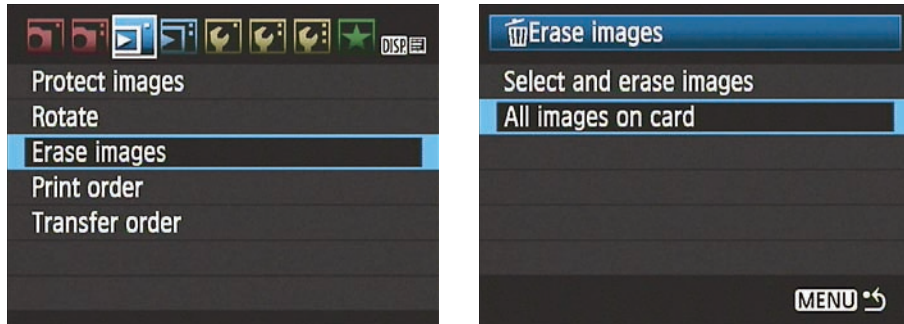 DISP.
Protect images
Rotate
Erase images
Print order
Transfer order
Erase images
Select and erase images
All images on card
MENU